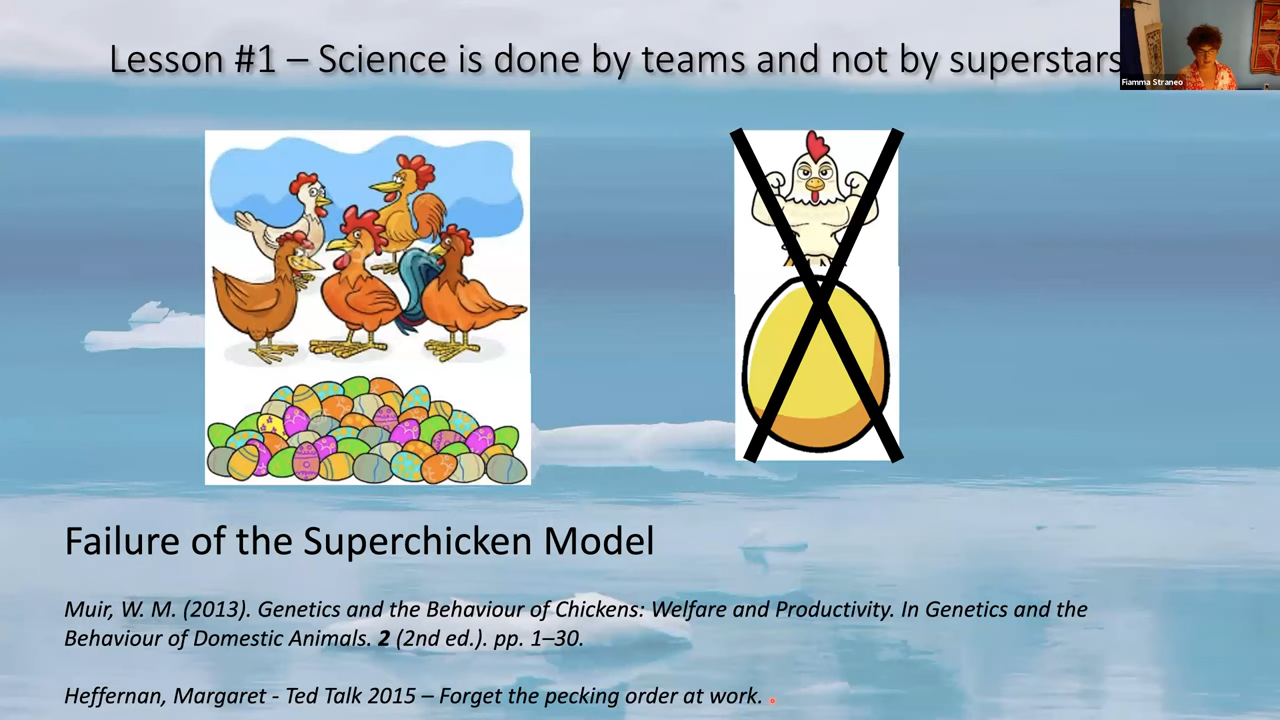 Lesson #1 – Science is done by teams and not by superstars
Fiamma Straneo
Failure of the Superchicken Model
Muir, W. M. (2013). Genetics and the Behaviour of Chickens: Welfare and Productivity. In Genetics and the
Behaviour of Domestic Animals. 2 (2nd ed.). pp. 1–30.
Heffernan, Margaret - Ted Talk 2015 – Forget the pecking order at work.